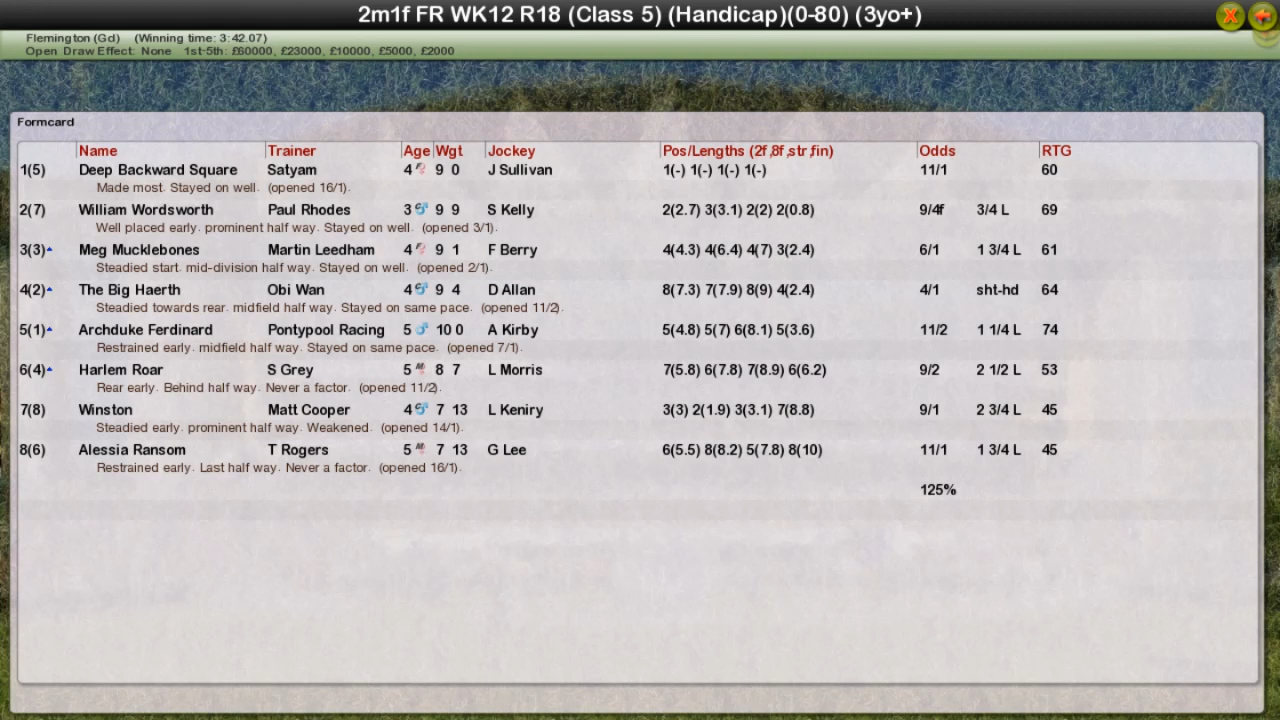 2m1f FR WK12 R18 (Class 5) (Handicap)(0-80) (3yo+)
Flemington (Gd) (Winning time: 3:42.07)
Open Draw Effect: None 1st-5th: £60000, £23000, £10000, £5000, £2000
Formcard
Name Trainer Age Wgt Jockey Pos/Lengths (2f,8f,str,fin) Odds RTG
1(5) Deep Backward Square Satyam 4 9 0 J Sullivan 1(-) 1(-) 1(-) 1(-) 11/1 60
Made most. Stayed on well. (opened 16/1).
2(7) William Wordsworth Paul Rhodes 3 9 9 S Kelly 2(2.7) 3(3.1) 2(2) 2(0.8) 9/4f 3/4 L 69
Well placed early. prominent half way. Stayed on well. (opened 3/1).
3(3) Meg Mucklebones Martin Leedham 4 9 1 F Berry 4(4.3) 4(6.4) 4(7) 3(2.4) 6/1 1 3/4 L 61
Steadied start. mid-division half way. Stayed on well. (opened 2/1).
4(2) The Big Haerth Obi Wan 4 9 4 D Allan 8(7.3) 7(7.9) 8(9) 4(2.4) 4/1 sht-hd 64
Steadied towards rear. midfield half way. Stayed on same pace. (opened 11/2).
5(1) Archduke Ferdinard Pontypool Racing 5 10 0 A Kirby 5(4.8) 5(7) 6(8.1) 5(3.6) 11/2 1 1/4 L 74
Restrained early. midfield half way. Stayed on same pace. (opened 7/1).
6(4) Harlem Roar S Grey 5 8 7 L Morris 7(5.8) 6(7.8) 7(8.9) 6(6.2) 9/2 2 1/2 L 53
Rear early. Behind half way. Never a factor. (opened 11/2).
7(8) Winston Matt Cooper 4 7 13 L Keniry 3(3) 2(1.9) 3(3.1) 7(8.8) 9/1 2 3/4 L 45
Steadied early. prominent half way. Weakened. (opened 14/1).
8(6) Alessia Ransom T Rogers 5 7 13 G Lee 6(5.5) 8(8.2) 5(7.8) 8(10) 11/1 1 3/4 L 45
Restrained early. Last half way. Never a factor. (opened 16/1).
125%